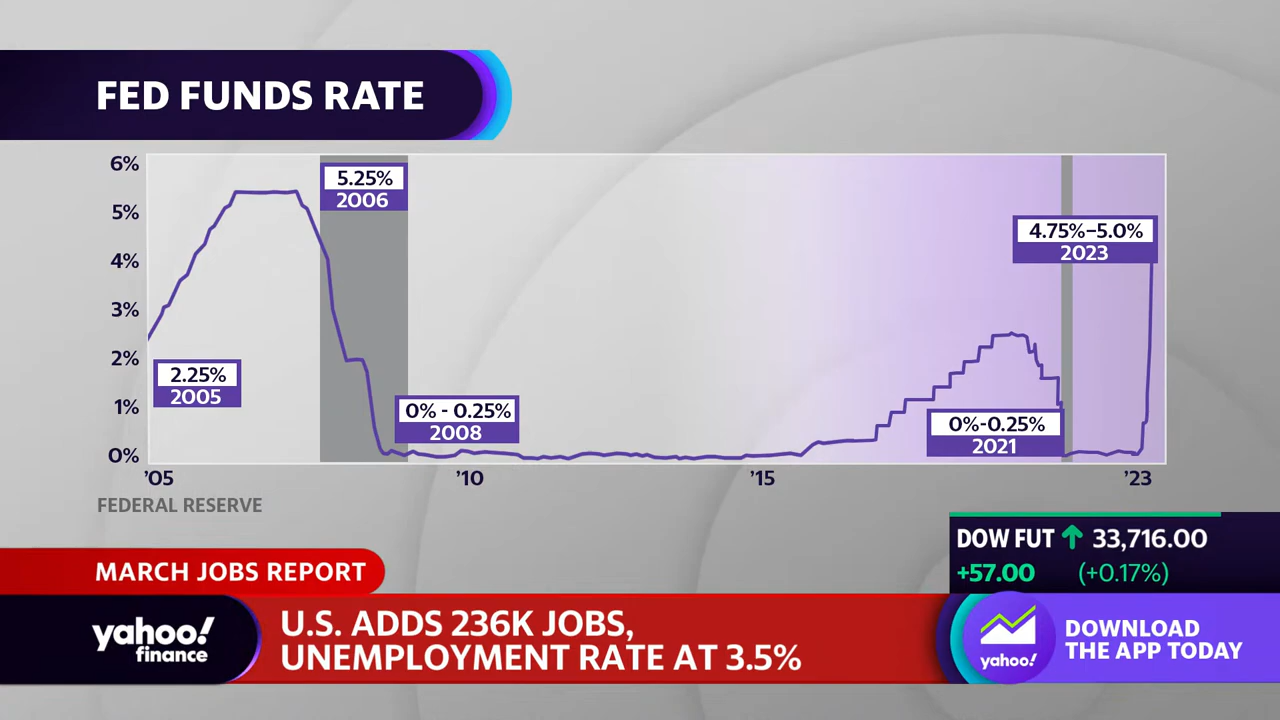 FED FUNDS RATE
6%
5%
4%
3%
2%
1%
0%
5.25%
2006
4.75%–5.0%
2023
2.25%
2005
0% - 0.25%
2008
0%-0.25%
2021
’05
’10
’15
’23
FEDERAL RESERVE
DOW FUT 33,716.00
+57.00 (+0.17%)
MARCH JOBS REPORT
yahoo!
finance
U.S. ADDS 236K JOBS,
UNEMPLOYMENT RATE AT 3.5%
yahoo!
DOWNLOAD
THE APP TODAY